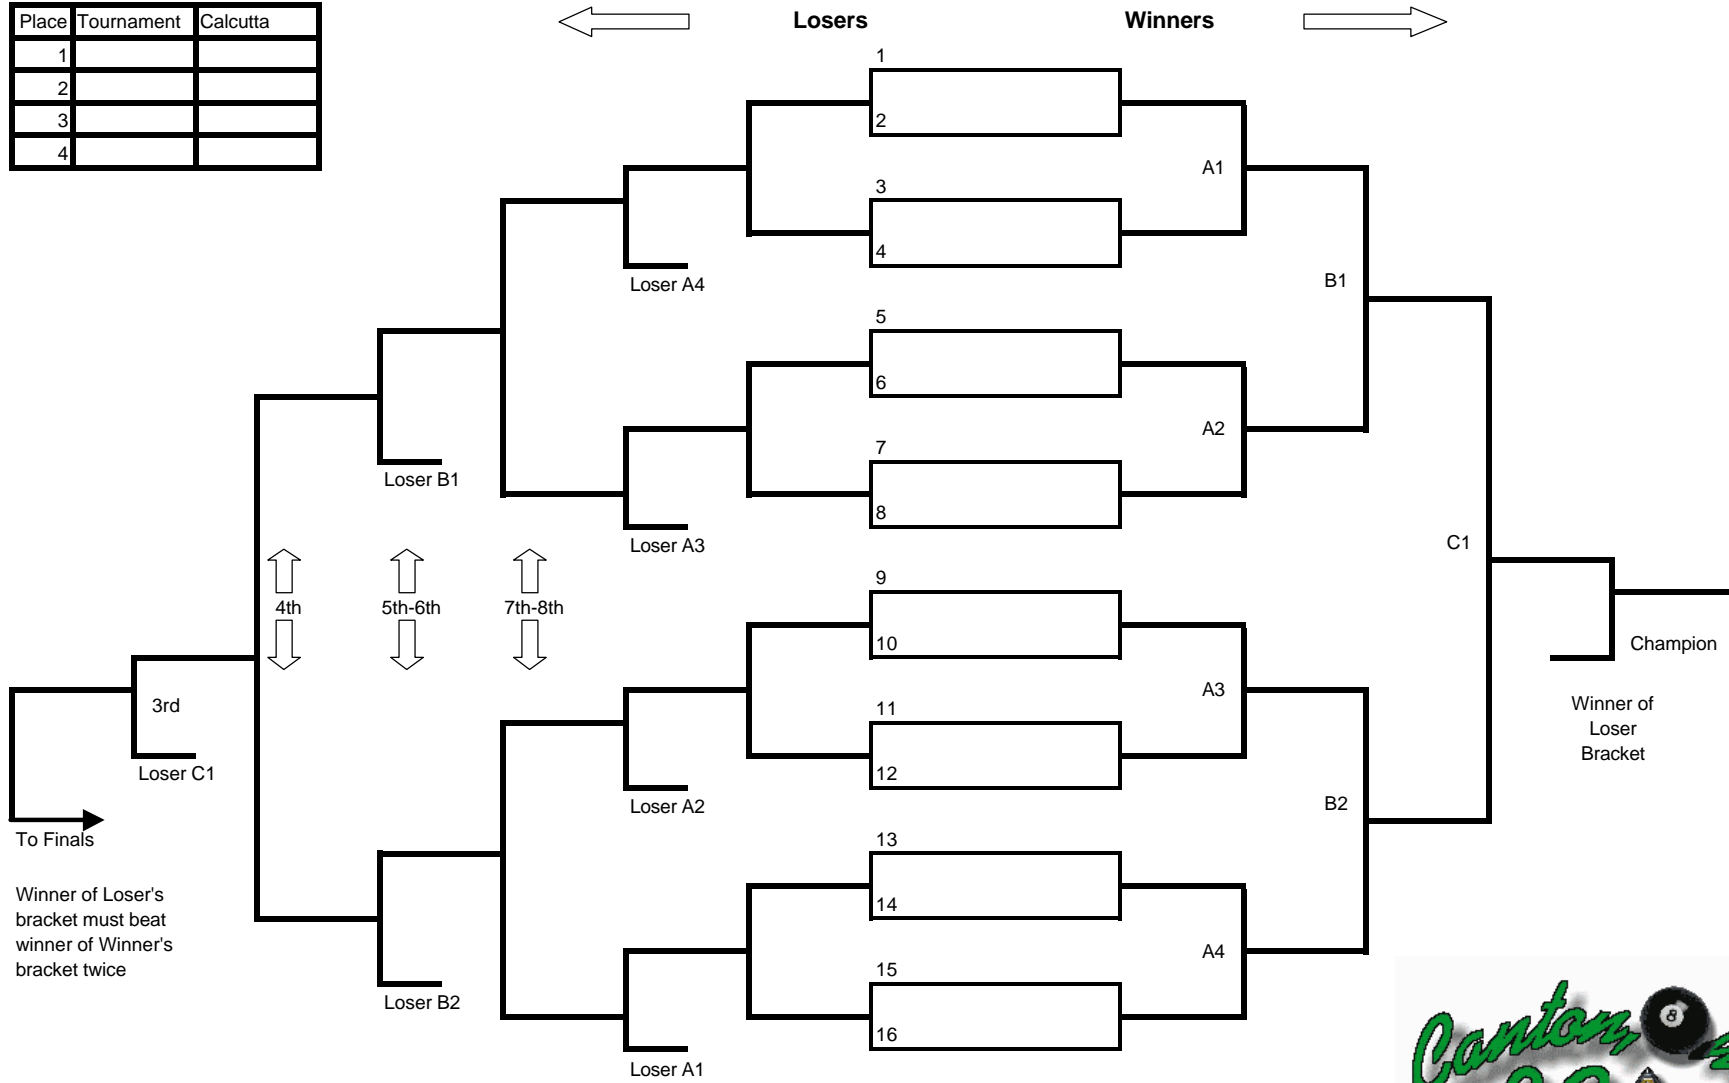 Place Tournament Calcutta
1
2
3
4
Losers Winners
1
2
3
4
5
6
7
8
9
10
11
12
13
14
15
16
A1
A2
A3
A4
B1
B2
C1
Loser A4
Loser A3
Loser A2
Loser A1
Loser B1
Loser B2
4th 5th-6th 7th-8th
3rd
Loser C1
To Finals
Winner of Loser's
bracket must beat
winner of Winner's
bracket twice
Champion
Winner of
Loser
Bracket
Canton
8